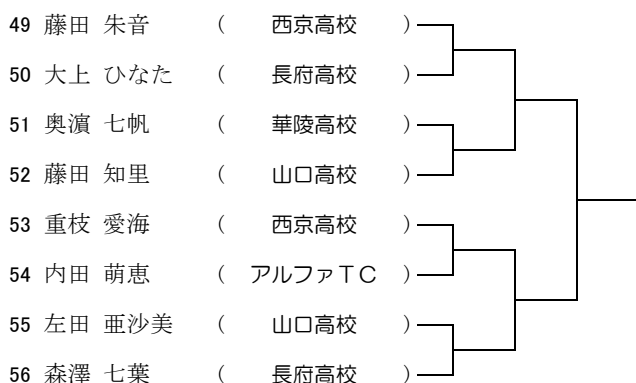 49 藤田 朱音 ( 西京高校 )
50 大上 ひなた ( 長府高校 )
51 奥濵 七帆 ( 華陵高校 )
52 藤田 知里 ( 山口高校 )
53 重枝 愛海 ( 西京高校 )
54 内田 萌恵 ( アルファTC )
55 左田 亜沙美 ( 山口高校 )
56 森澤 七葉 ( 長府高校 )